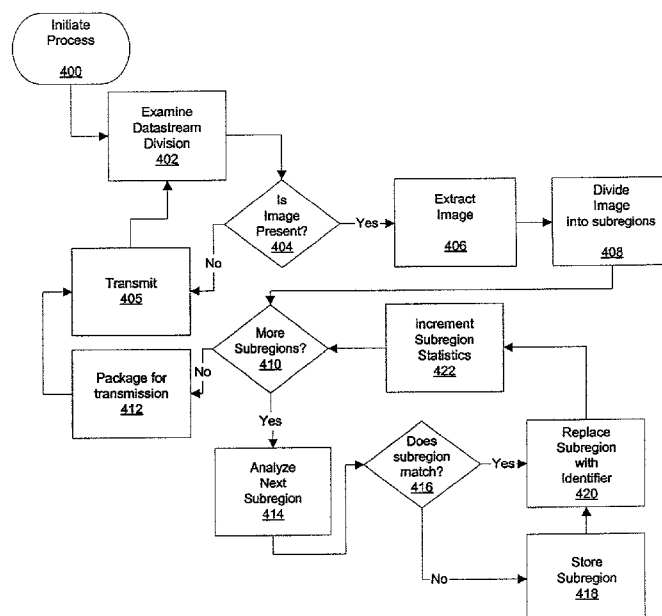 Initiate
Process
400
Examine
Datastream
Division
402
Is
Image
Present?
404
Yes
Extract
Image
406
Divide
Image
into subregions
408
No
Transmit
405
More
Subregions?
410
Increment
Subregion
Statistics
422
No
Package for
transmission
412
Yes
Analyze
Next
Subregion
414
Does
subregion
match?
416
Yes
Replace
Subregion
with
Identifier
420
No
Store
Subregion
418